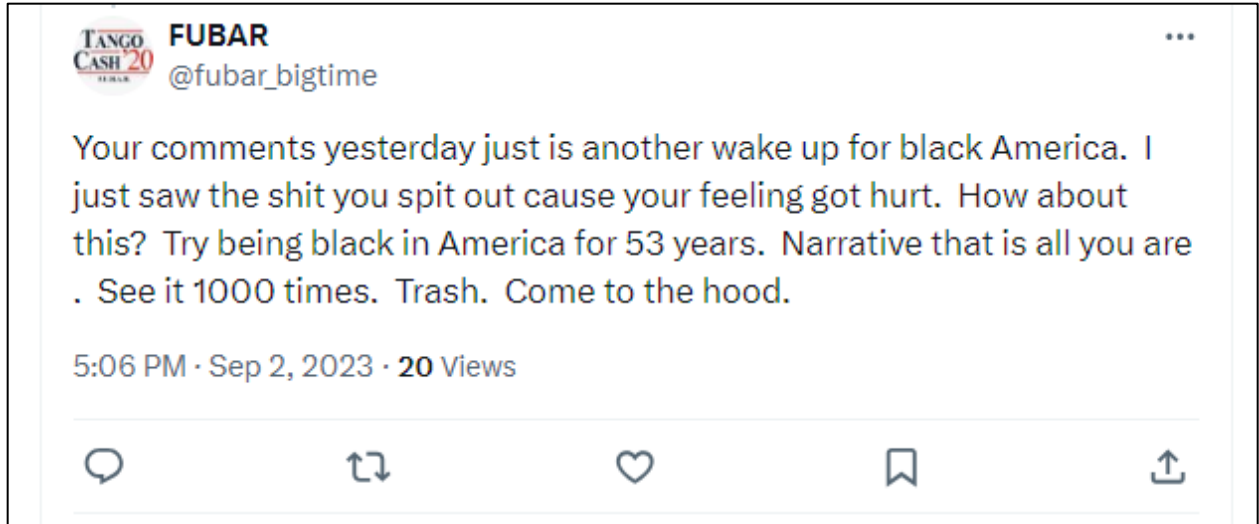 TANGO
CASH '20
FUBAR
FUBAR
@fubar_bigtime
Your comments yesterday just is another wake up for black America.  I
just saw the shit you spit out cause your feeling got hurt.  How about
this?  Try being black in America for 53 years.  Narrative that is all you are
.  See it 1000 times.  Trash.  Come to the hood.
5:06 PM · Sep 2, 2023 · 20 Views